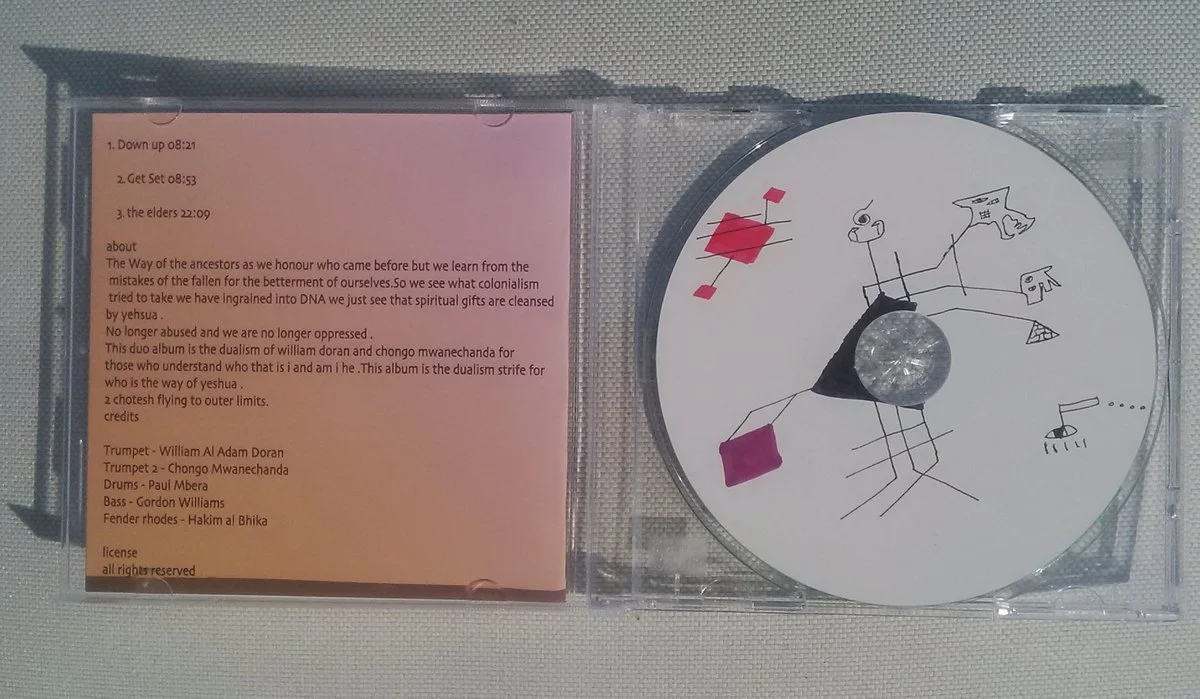 1. Down up 08:21
2. Get Set 08:53
3. the elders 22:09
about
The Way of the ancestors as we honour who came before but we learn from the
mistakes of the fallen for the betterment of ourselves.So we see what colonialism
tried to take we have ingrained into DNA we just see that spiritual gifts are cleansed
by yehsua .
No longer abused and we are no longer oppressed .
This duo album is the dualism of william doran and chongo mwanechanda for
those who understand who that is i and am i he .This album is the dualism strife for
who is the way of yeshua .
2 chotesh flying to outer limits.
credits
Trumpet - William Al Adam Doran
Trumpet 2 - Chongo Mwanechanda
Drums - Paul Mbera
Bass - Gordon Williams
Fender rhodes - Hakim al Bhika
license
all rights reserved